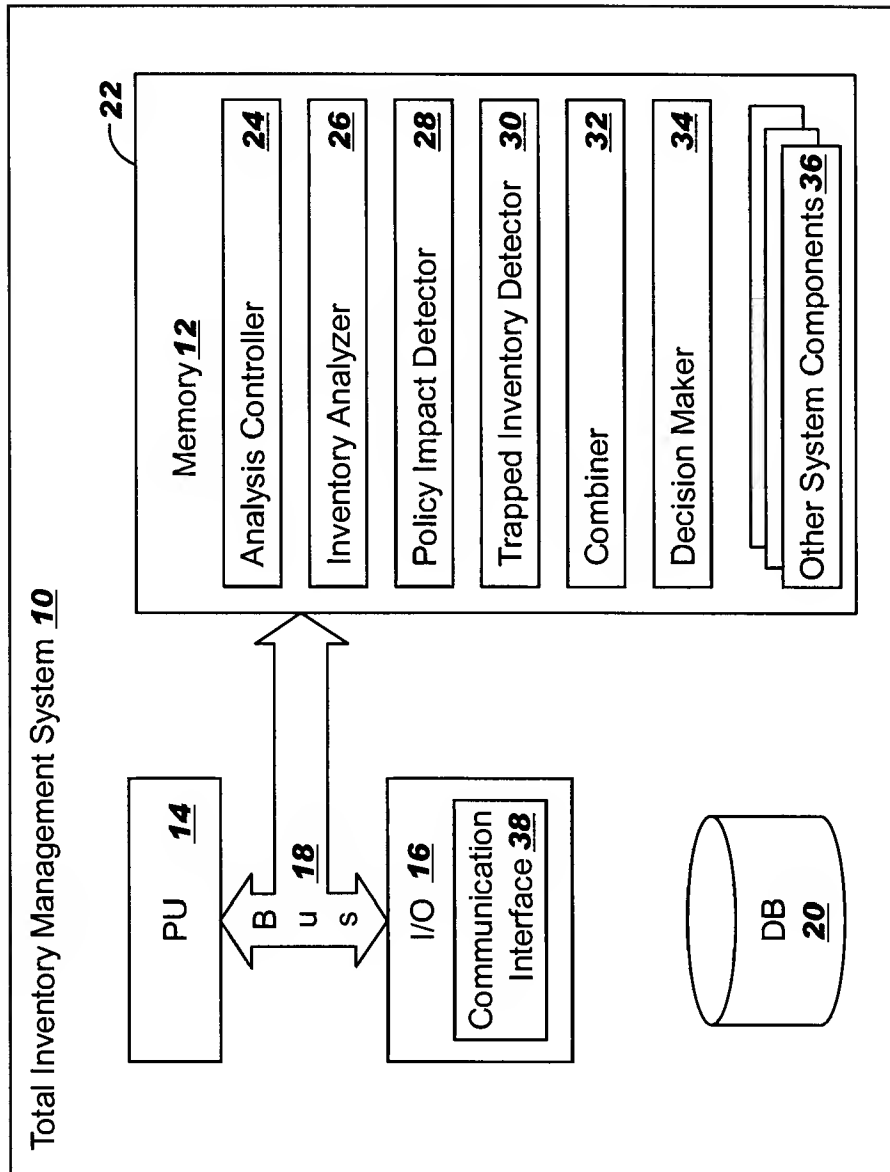 Total Inventory Management System 10
PU
14
B
u 18
s
I/O 16
Communication
Interface 38
DB
20
22
Memory 12
Analysis Controller 24
Inventory Analyzer 26
Policy Impact Detector 28
Trapped Inventory Detector 30
Combiner 32
Decision Maker 34
Other System Components 36